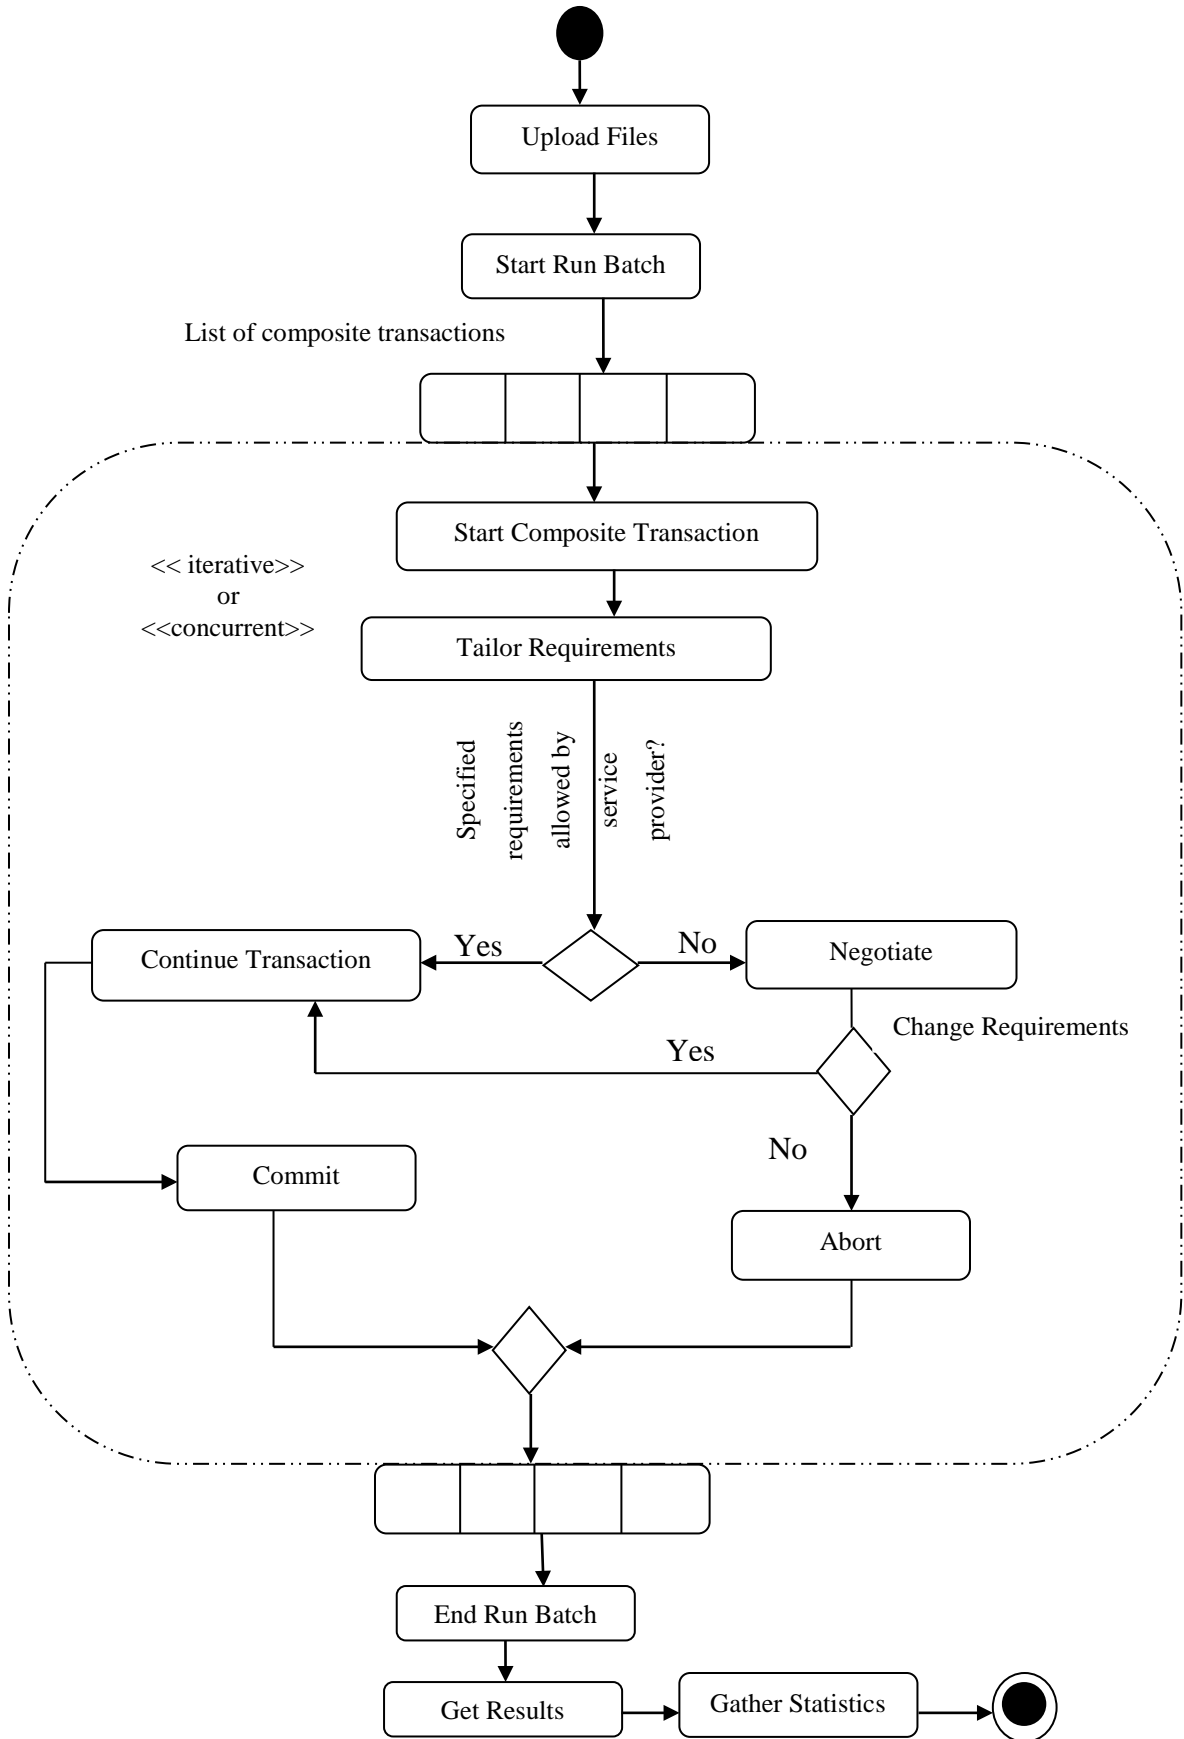 Upload Files
Start Run Batch
List of composite transactions
Start Composite Transaction
<< iterative>>
or
<<concurrent>>
Tailor Requirements
Specified
requirements
allowed by
service
provider?
Continue Transaction
Yes
No
Negotiate
Change Requirements
Yes
No
Commit
Abort
End Run Batch
Get Results
Gather Statistics